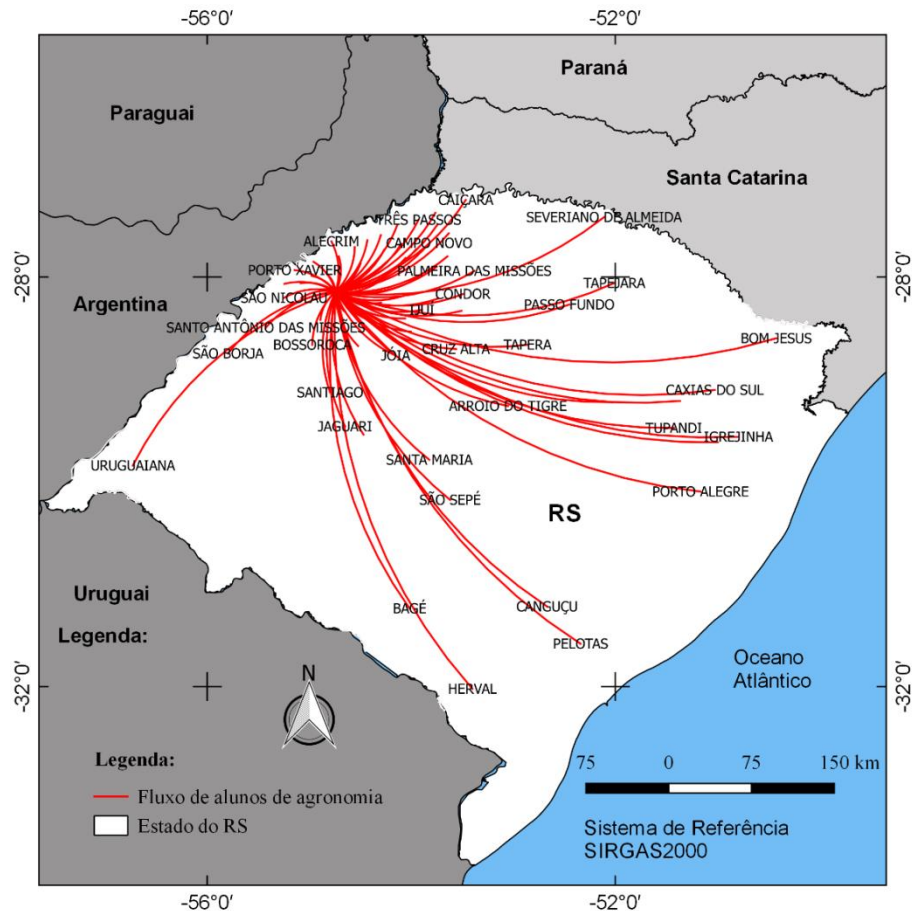 -56°0'
-52°0'
Paraná
Paraguai
Santa Catarina
CAIÇARA
TRÊS PASSOS
SEVERIANO DE ALMEIDA
ALECRIM
CAMPO NOVO
-28°0'
PORTO XAVIER
PALMEIRA DAS MISSÕES
-28°0'
TAPEJARA
Argentina
SÃO NICOLAU
CONDOR
PASSO FUNDO
IJUÍ
SANTO ANTÔNIO DAS MISSÕES
BOSSOROCA
SÃO BORJA
JÓIA
CRUZ ALTA
TAPERA
BOM JESUS
SANTIAGO
CAXIAS DO SUL
ARROIO DO TIGRE
JAGUARI
TUPANDI
IGREJINHA
URUGUAIANA
SANTA MARIA
PORTO ALEGRE
SÃO SEPÉ
RS
Uruguai
BAGÉ
CANGUÇU
Legenda:
PELOTAS
Oceano
Atlântico
-32°0'
N
HERVAL
-32°0'
Legenda:
75 0 75 150 km
Fluxo de alunos de agronomia
Estado do RS
Sistema de Referência
SIRGAS2000
-56°0'
-52°0'